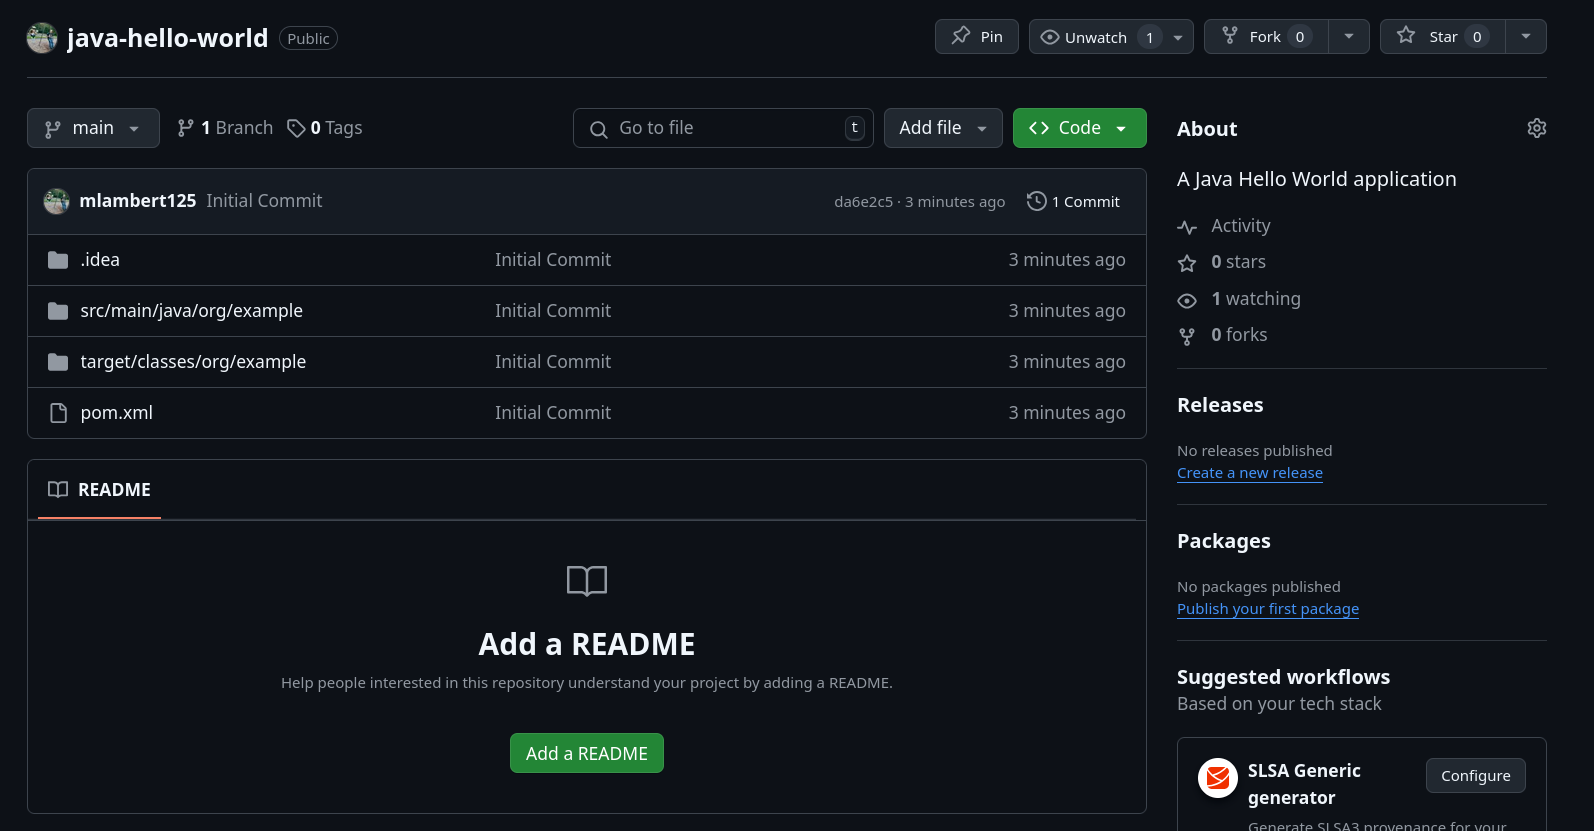 java-hello-world Public Pin Unwatch 1 Fork 0 Star 0
main 1 Branch 0 Tags Go to file t Add file Code
mlambert125 Initial Commit da6e2c5 · 3 minutes ago 1 Commit
.idea Initial Commit 3 minutes ago
src/main/java/org/example Initial Commit 3 minutes ago
target/classes/org/example Initial Commit 3 minutes ago
pom.xml Initial Commit 3 minutes ago
README
Add a README
Help people interested in this repository understand your project by adding a README.
Add a README
About
A Java Hello World application
Activity
0 stars
1 watching
0 forks
Releases
No releases published
Create a new release
Packages
No packages published
Publish your first package
Suggested workflows
Based on your tech stack
SLSA Generic
generator
Configure
Generate SLSA3 provenance for your